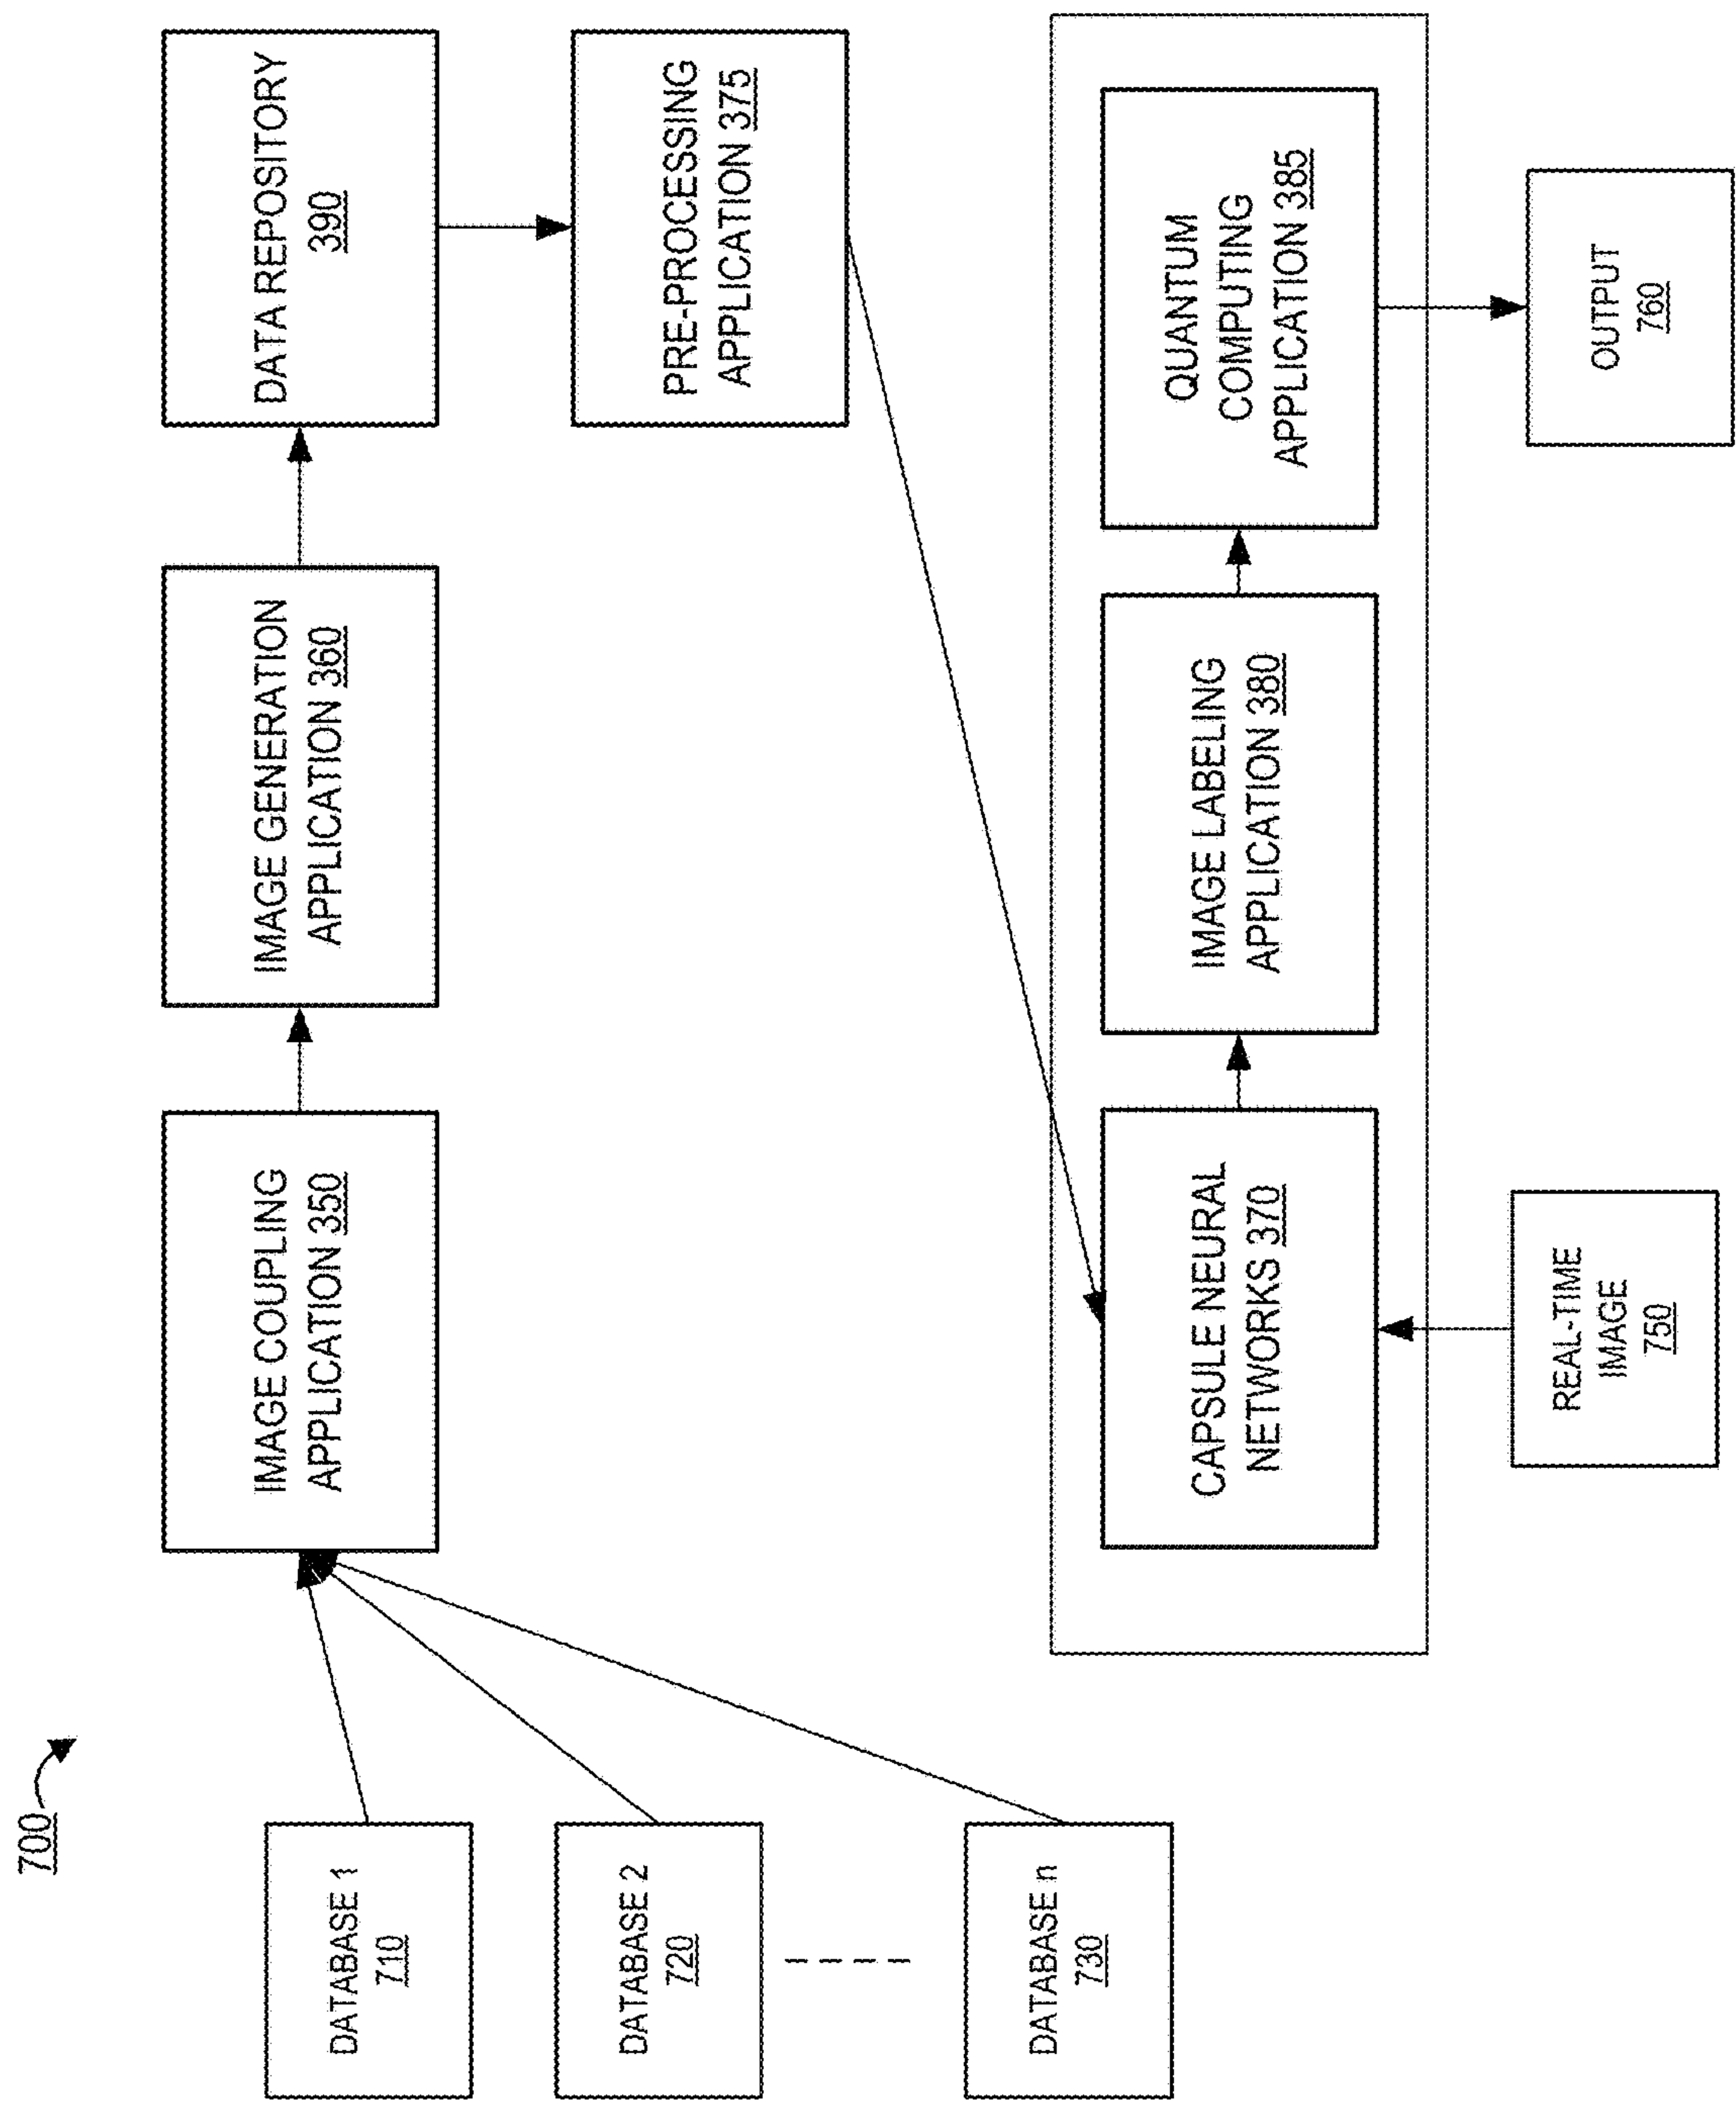 700
DATABASE 1
710
DATABASE 2
720
DATABASE n
730
IMAGE COUPLING
APPLICATION 350
IMAGE GENERATION
APPLICATION 360
DATA REPOSITORY
390
PRE-PROCESSING
APPLICATION 375
CAPSULE NEURAL
NETWORKS 370
IMAGE LABELING
APPLICATION 380
QUANTUM
COMPUTING
APPLICATION 385
REAL-TIME
IMAGE
750
OUTPUT
760